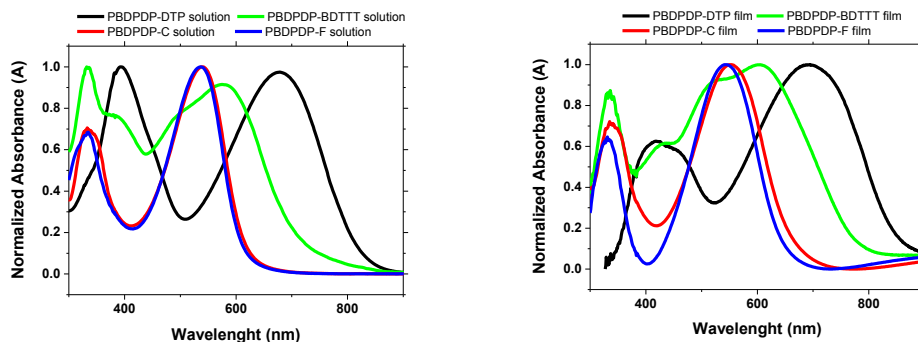 PBDPDP-DTP solution PBDPDP-BDTTT solution
PBDPDP-C solution PBDPDP-F solution
Normalized Absorbance (A)
1.0
0.8
0.6
0.4
0.2
0.0
400 600 800
Wavelenght (nm)
PBDPDP-DTP film PBDPDP-BDTTT film
PBDPDP-C film PBDPDP-F film
Normalized Absorbance (A)
1.0
0.8
0.6
0.4
0.2
0.0
400 600 800
Wavelenght (nm)